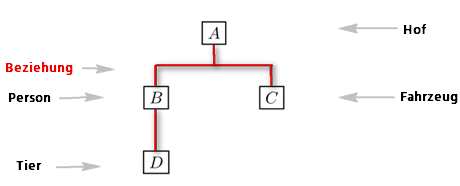 A
Hof
Beziehung
Person
B
C
Fahrzeug
Tier
D